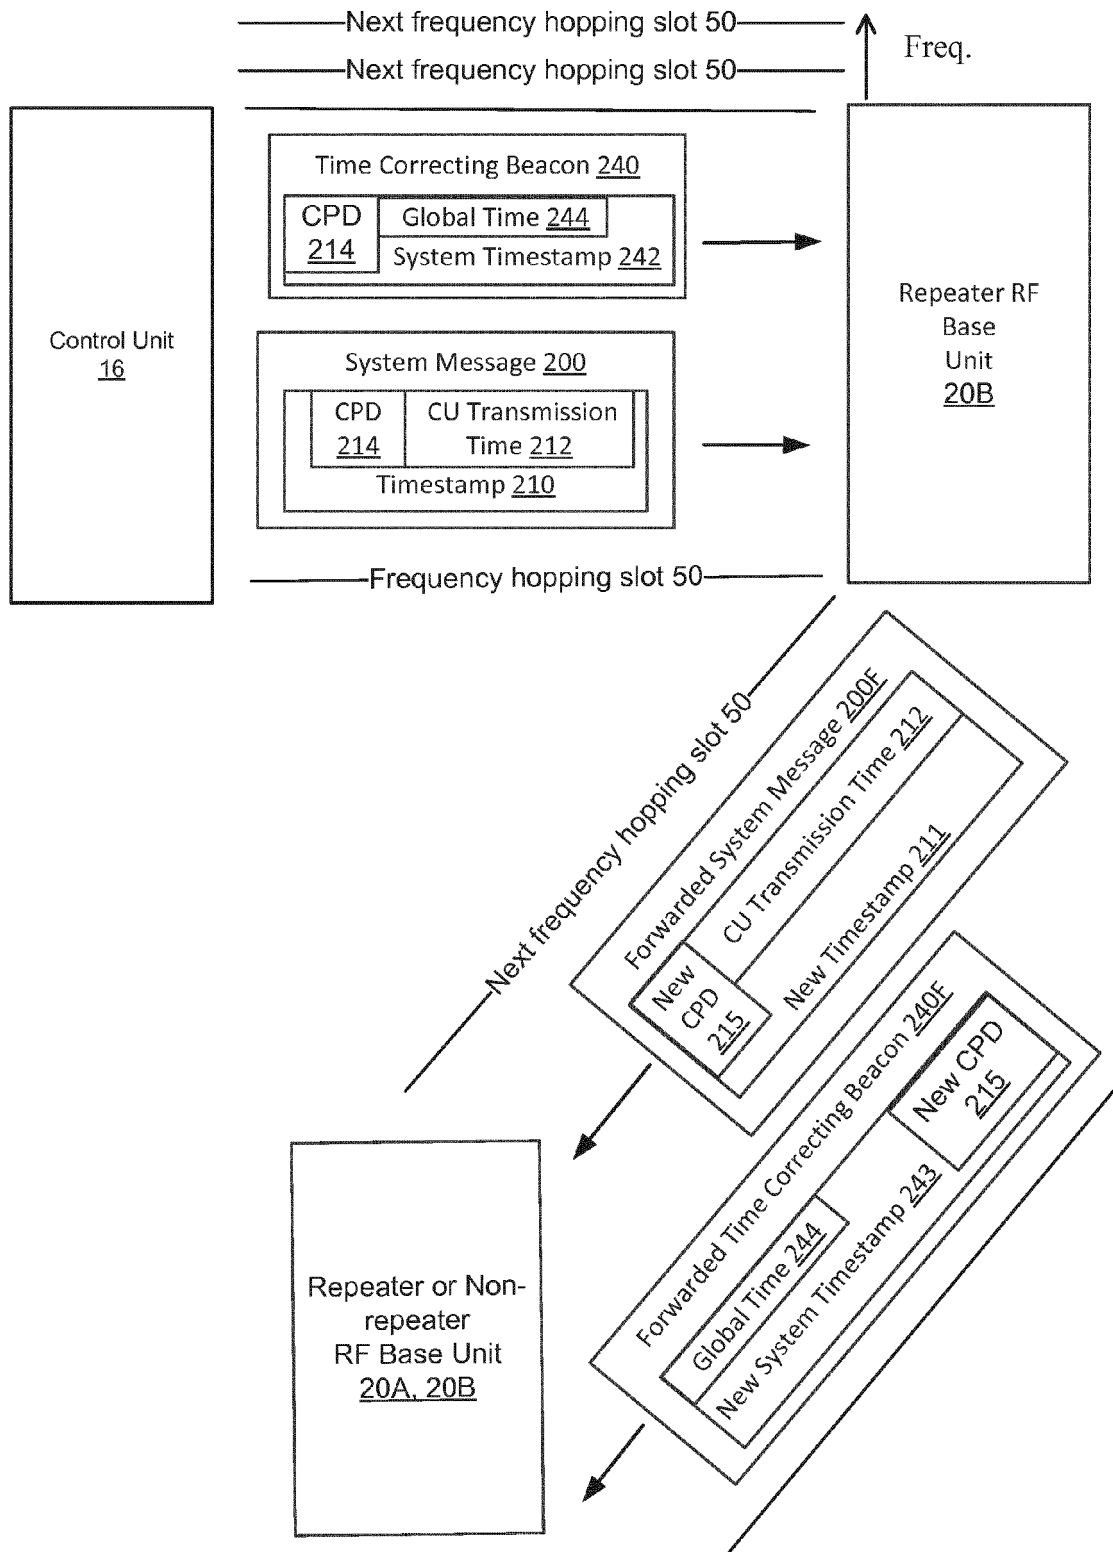 Next frequency hopping slot 50
Freq.
Next frequency hopping slot 50
Time Correcting Beacon 240
CPD
214
Global Time 244
System Timestamp 242
Control Unit
16
Repeater RF
Base
Unit
20B
System Message 200
CPD
214
CU Transmission
Time 212
Timestamp 210
Frequency hopping slot 50
Next frequency hopping slot 50
Forwarded System Message 200F
CU Transmission Time 212
New
CPD
215
New Timestamp 211
Forwarded Time Correcting Beacon 240F
New CPD
215
Global Time 244
New System Timestamp 243
Repeater or Non-
repeater
RF Base Unit
20A, 20B